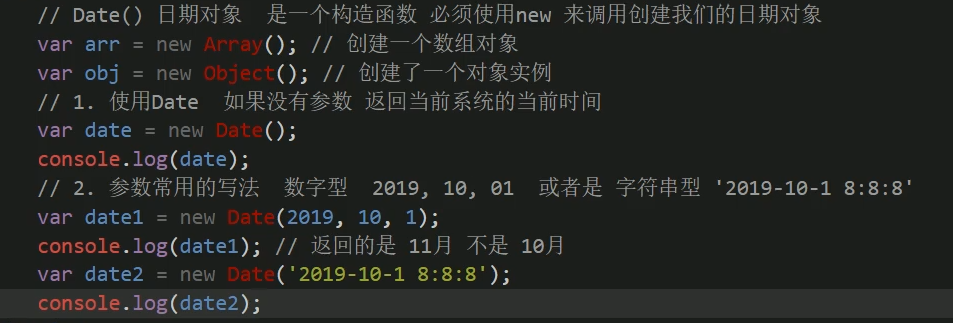 // Date() 日期对象  是一个构造函数 必须使用new 来调用创建我们的日期对象
var arr = new Array(); // 创建一个数组对象
var obj = new Object(); // 创建了一个对象实例
// 1. 使用Date  如果没有参数 返回当前系统的当前时间
var date = new Date();
console.log(date);
// 2. 参数常用的写法  数字型  2019, 10, 01  或者是 字符串型 '2019-10-1 8:8:8'
var date1 = new Date(2019, 10, 1);
console.log(date1); // 返回的是 11月 不是 10月
var date2 = new Date('2019-10-1 8:8:8');
console.log(date2);